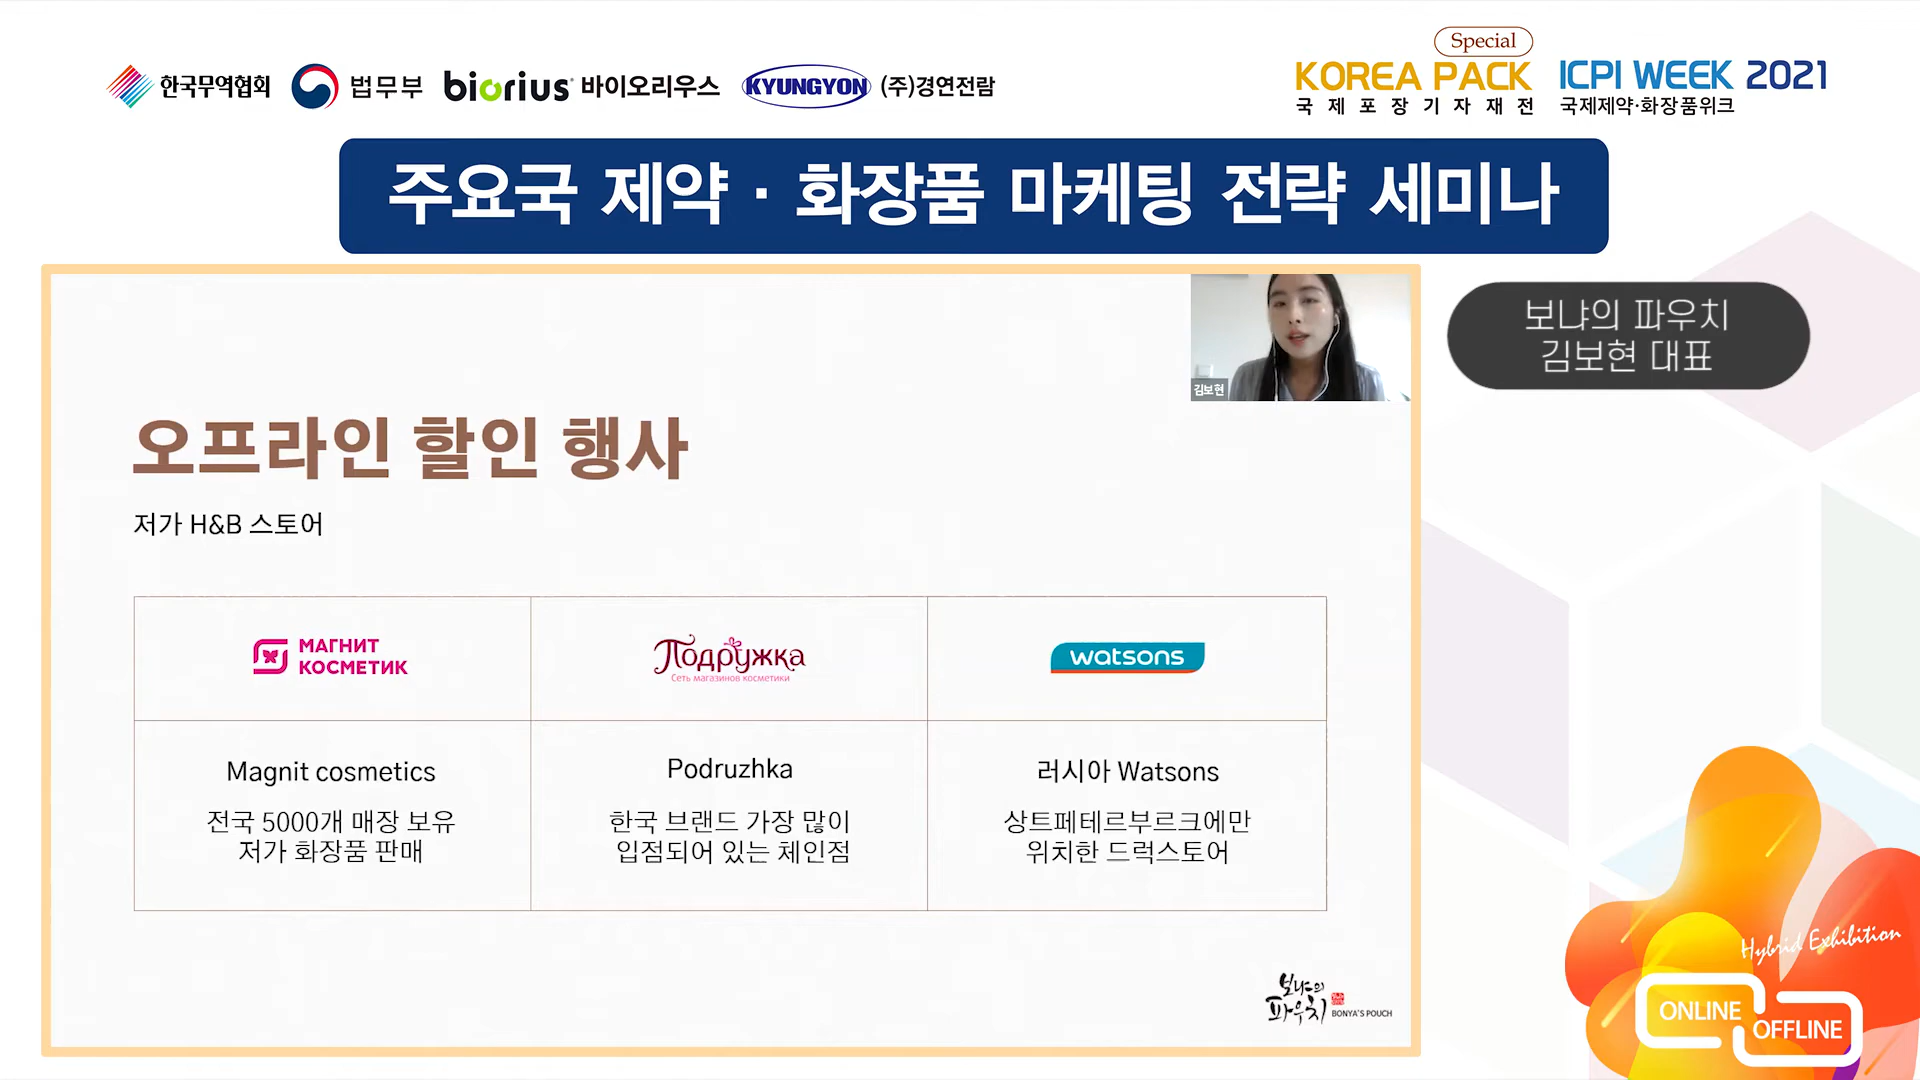 한국무역협회
법무부
biorius 바이오리우스
KYUNGYON (주)경연전람
Special
KOREA PACK
국제포장기자재전
ICPI WEEK 2021
국제제약·화장품위크
주요국 제약 · 화장품 마케팅 전략 세미나
보냐의 파우치
김보현 대표
김보현
오프라인 할인 행사
저가 H&B 스토어
МАГНИТ
КОСМЕТИК
Подружка
Сеть магазинов косметики
watsons
Magnit cosmetics
전국 5000개 매장 보유
저가 화장품 판매
Podruzhka
한국 브랜드 가장 많이
입점되어 있는 체인점
러시아 Watsons
상트페테르부르크에만
위치한 드럭스토어
보냐의
파우치
BONYA'S POUCH
Hybrid Exhibition
ONLINE
OFFLINE